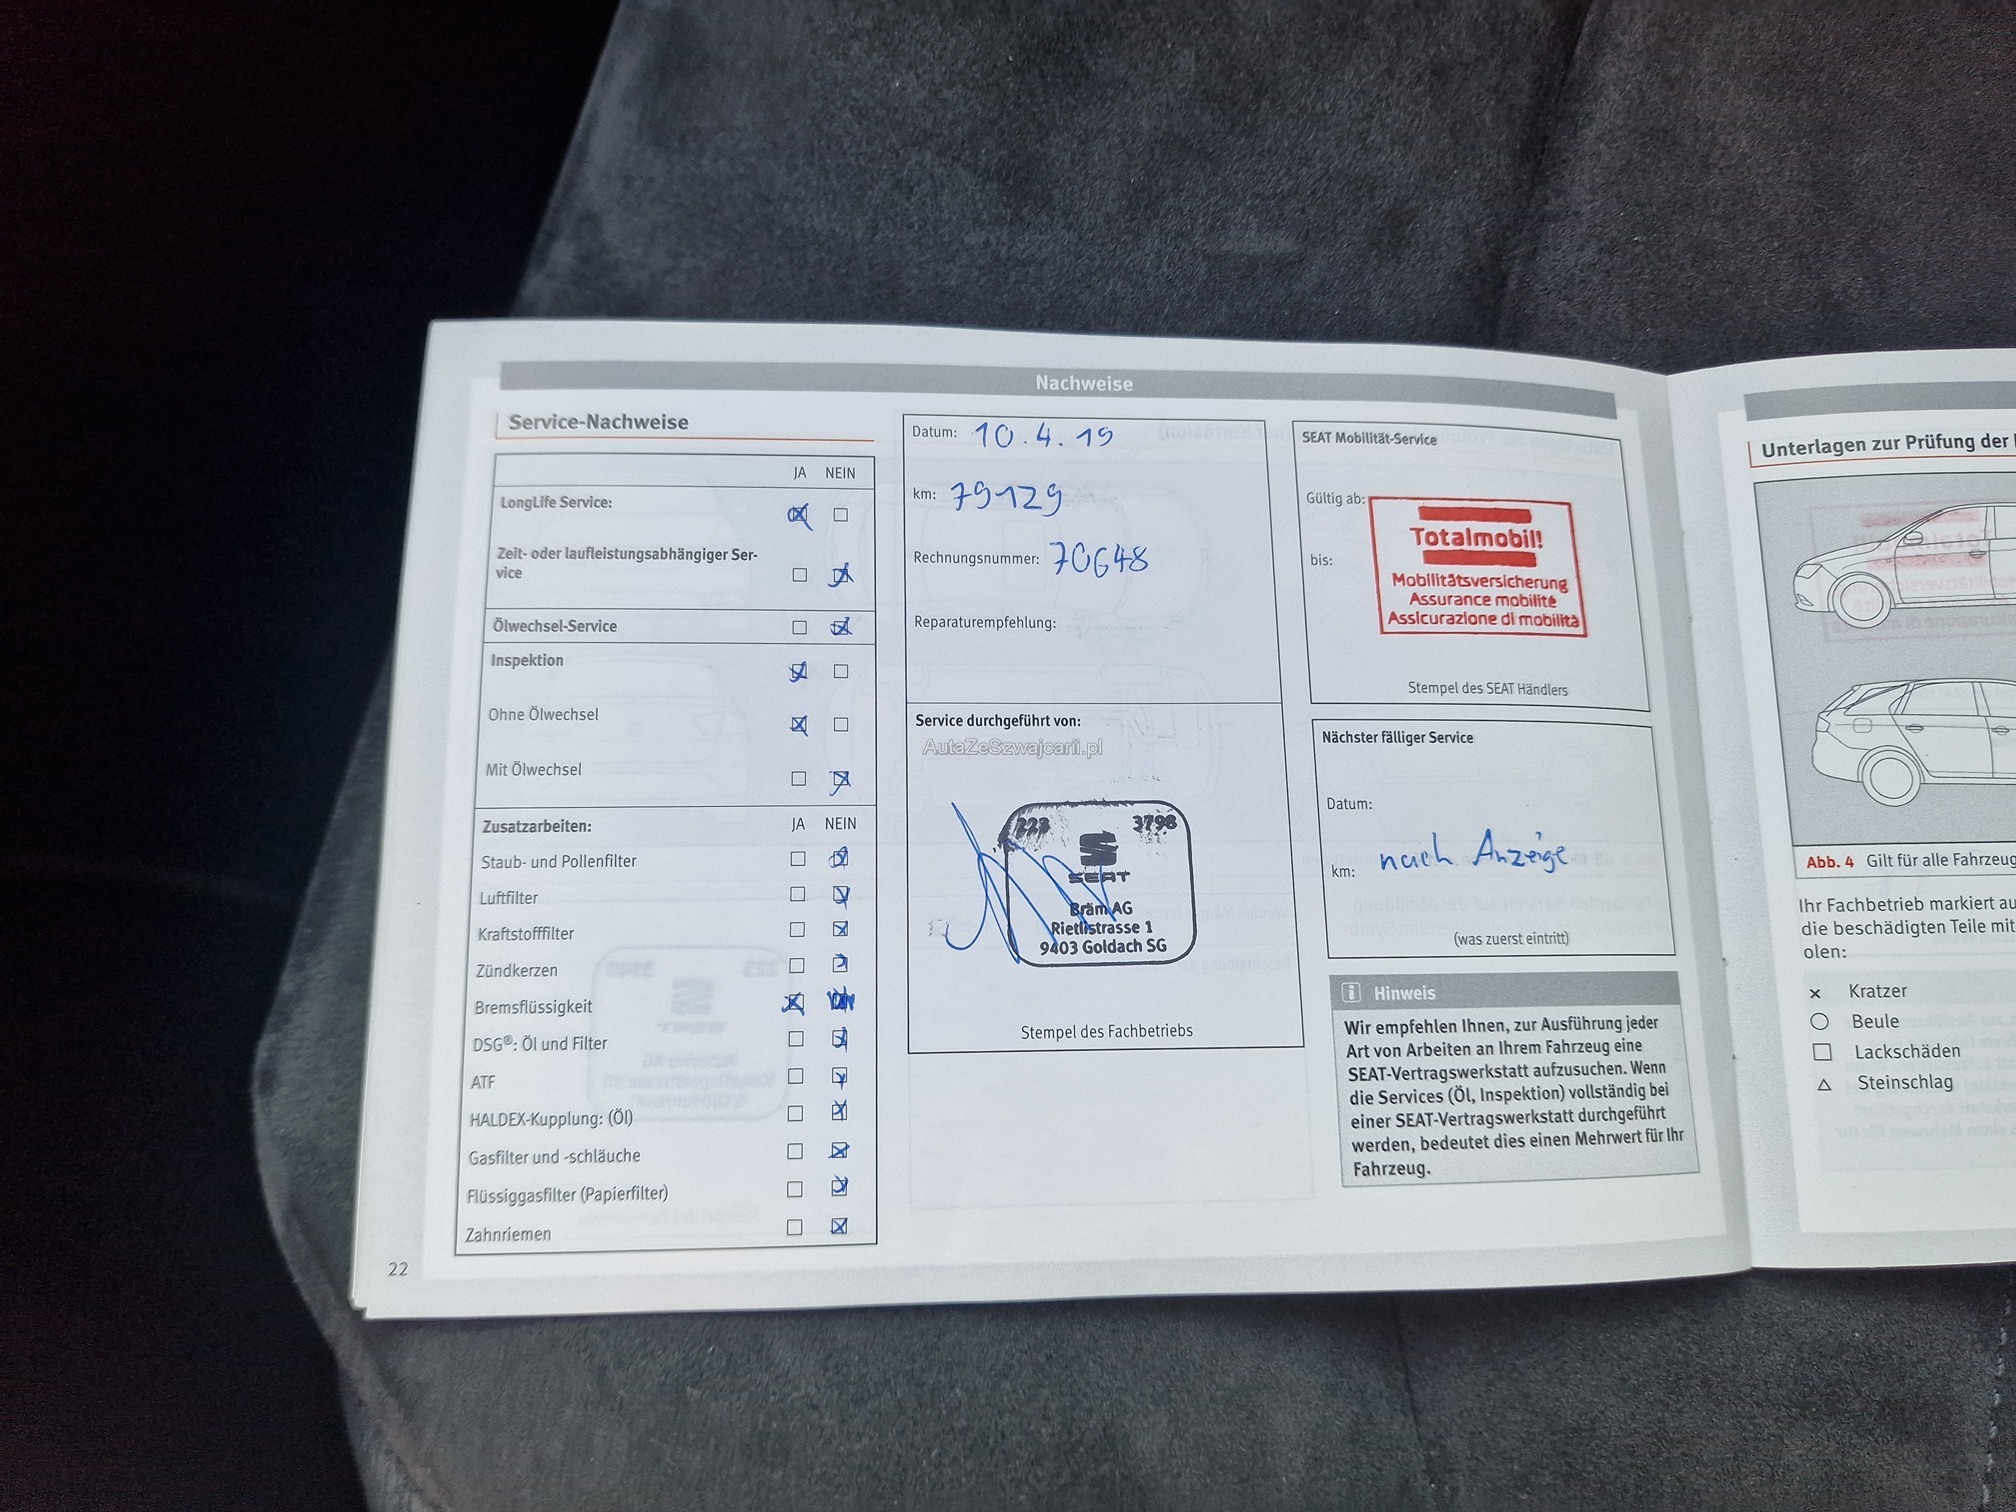 Nachweise
Service-Nachweise
JA NEIN
LongLife Service:
Zeit- oder laufleistungsabhängiger Ser-
vice
Ölwechsel-Service
Inspektion
Ohne Ölwechsel
Mit Ölwechsel
Zusatzarbeiten: JA NEIN
Staub- und Pollenfilter
Luftfilter
Kraftstofffilter
Zündkerzen
Bremsflüssigkeit
DSG®: Öl und Filter
ATF
HALDEX-Kupplung: (Öl)
Gasfilter und -schläuche
Flüssiggasfilter (Papierfilter)
Zahnriemen
22
Datum: 10.4.19
km: 79129
Rechnungsnummer: 70648
Reparaturempfehlung:
Service durchgeführt von:
AutaZeSzwajcarii.pl
223 3798
SEAT
Bräm AG
Rietlistrasse 1
9403 Goldach SG
Stempel des Fachbetriebs
SEAT Mobilität-Service
Gültig ab:
bis:
Totalmobil!
Mobilitätsversicherung
Assurance mobilité
Assicurazione di mobilità
Stempel des SEAT Händlers
Nächster fälliger Service
Datum:
km: nach Anzeige
(was zuerst eintritt)
i Hinweis
Wir empfehlen Ihnen, zur Ausführung jeder
Art von Arbeiten an Ihrem Fahrzeug eine
SEAT-Vertragswerkstatt aufzusuchen. Wenn
die Services (Öl, Inspektion) vollständig bei
einer SEAT-Vertragswerkstatt durchgeführt
werden, bedeutet dies einen Mehrwert für Ihr
Fahrzeug.
Unterlagen zur Prüfung der
Abb. 4 Gilt für alle Fahrzeug
Ihr Fachbetrieb markiert au
die beschädigten Teile mit
olen:
× Kratzer
○ Beule
□ Lackschäden
△ Steinschlag